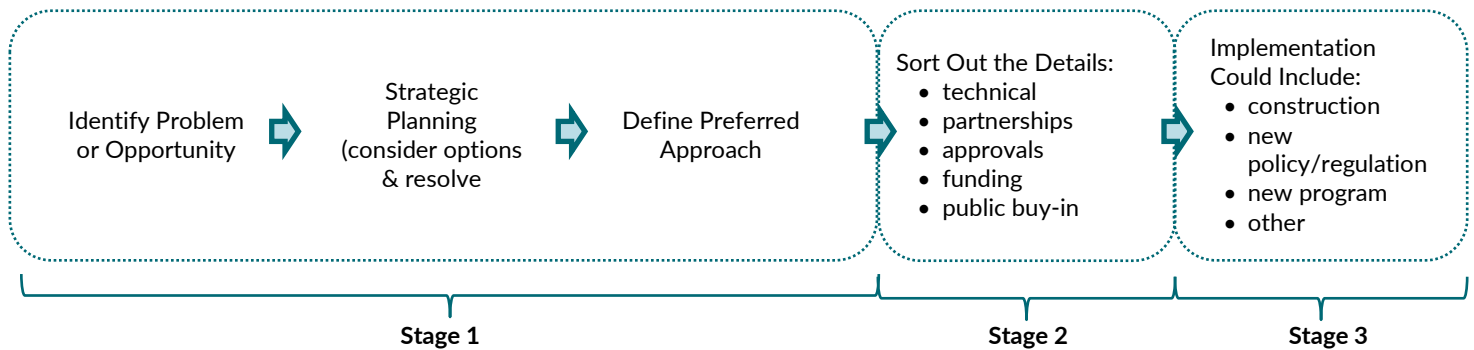 Identify Problem
or Opportunity
Strategic
Planning
(consider options
& resolve
Define Preferred
Approach
Sort Out the Details:
• technical
• partnerships
• approvals
• funding
• public buy-in
Implementation
Could Include:
• construction
• new
policy/regulation
• new program
• other
Stage 1
Stage 2
Stage 3